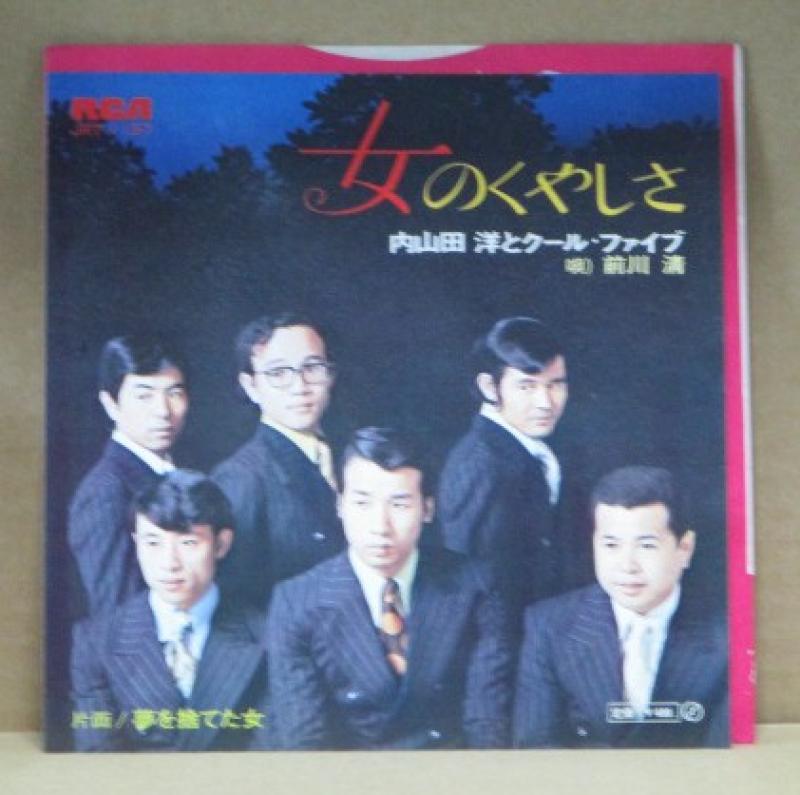 RCA
女のくやしさ
内山田 洋とクール・ファイブ
唄) 前川 清
片面// 夢を捨てた女